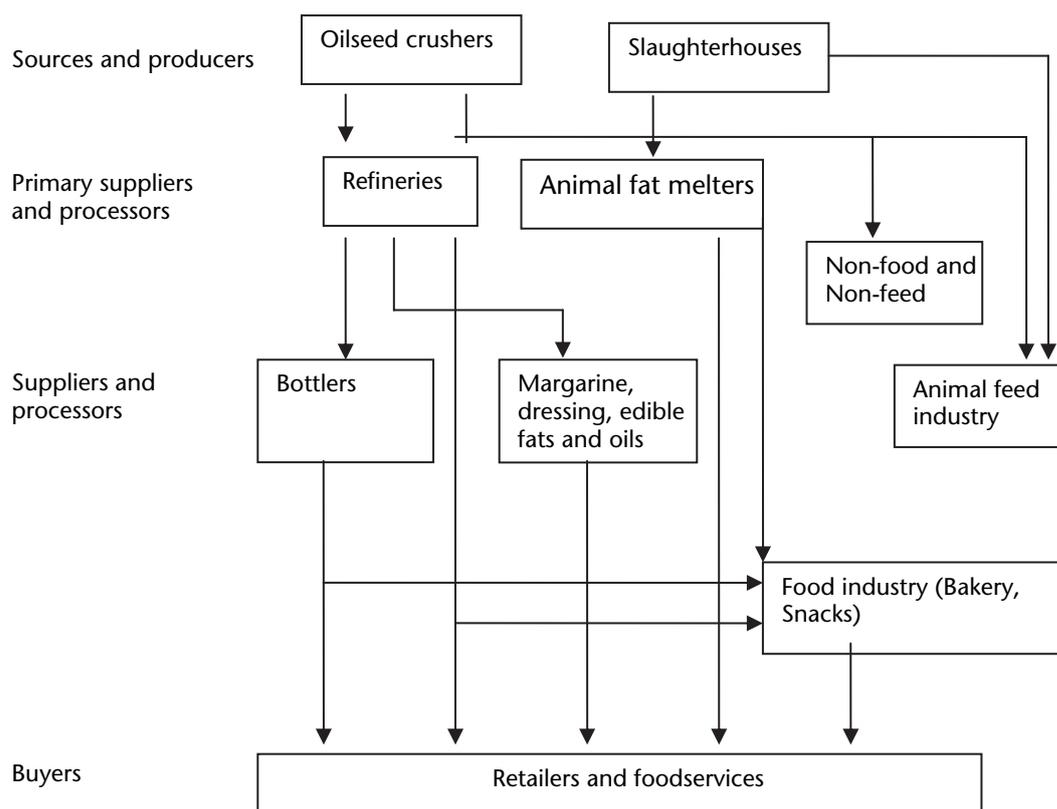 Oilseed crushers
Slaughterhouses
Sources and producers
Primary suppliers
and processors
Refineries
Animal fat melters
Non-food and
Non-feed
Suppliers and
processors
Bottlers
Margarine,
dressing, edible
fats and oils
Animal feed
industry
Food industry (Bakery,
Snacks)
Buyers
Retailers and foodservices